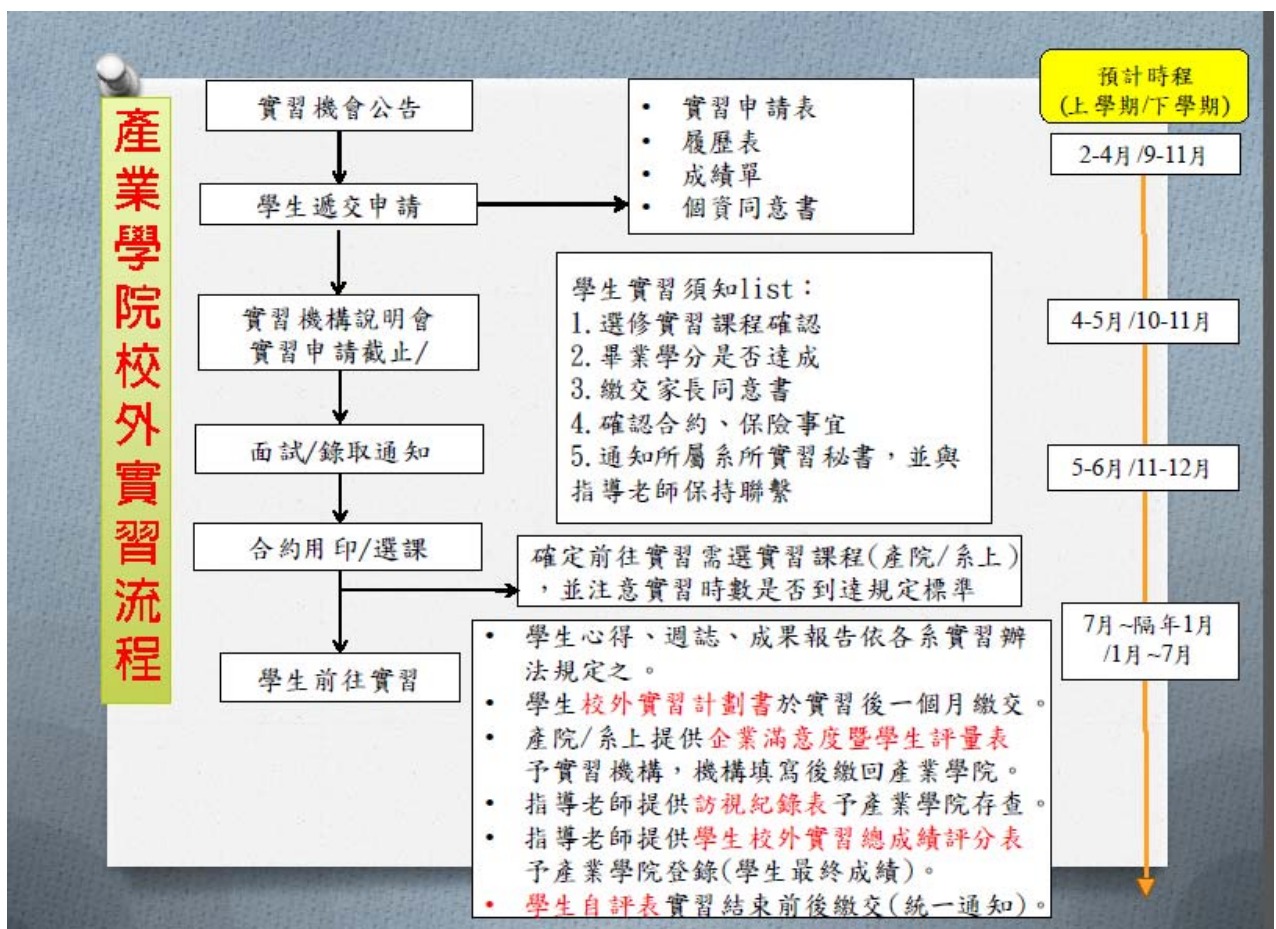 產業學院校外實習流程
實習機會公告
學生遞交申請
• 實習申請表
• 履歷表
• 成績單
• 個資同意書
實習機構說明會
實習申請截止/
面試/錄取通知
合約用印/選課
學生前往實習
學生實習須知list：
1.選修實習課程確認
2.畢業學分是否達成
3.繳交家長同意書
4.確認合約、保險事宜
5.通知所屬系所實習秘書，並與
指導老師保持聯繫
確定前往實習需選實習課程(產院/系上)
，並注意實習時數是否到達規定標準
• 學生心得、週誌、成果報告依各系實習辦
法規定之。
• 學生校外實習計劃書於實習後一個月繳交。
• 產院/系上提供企業滿意度暨學生評量表
予實習機構，機構填寫後繳回產業學院。
• 指導老師提供訪視紀錄表予產業學院存查。
• 指導老師提供學生校外實習總成績評分表
予產業學院登錄(學生最終成績)。
• 學生自評表實習結束前後繳交(統一通知)。
預計時程
(上學期/下學期)
2-4月/9-11月
4-5月/10-11月
5-6月/11-12月
7月~隔年1月
/1月~7月